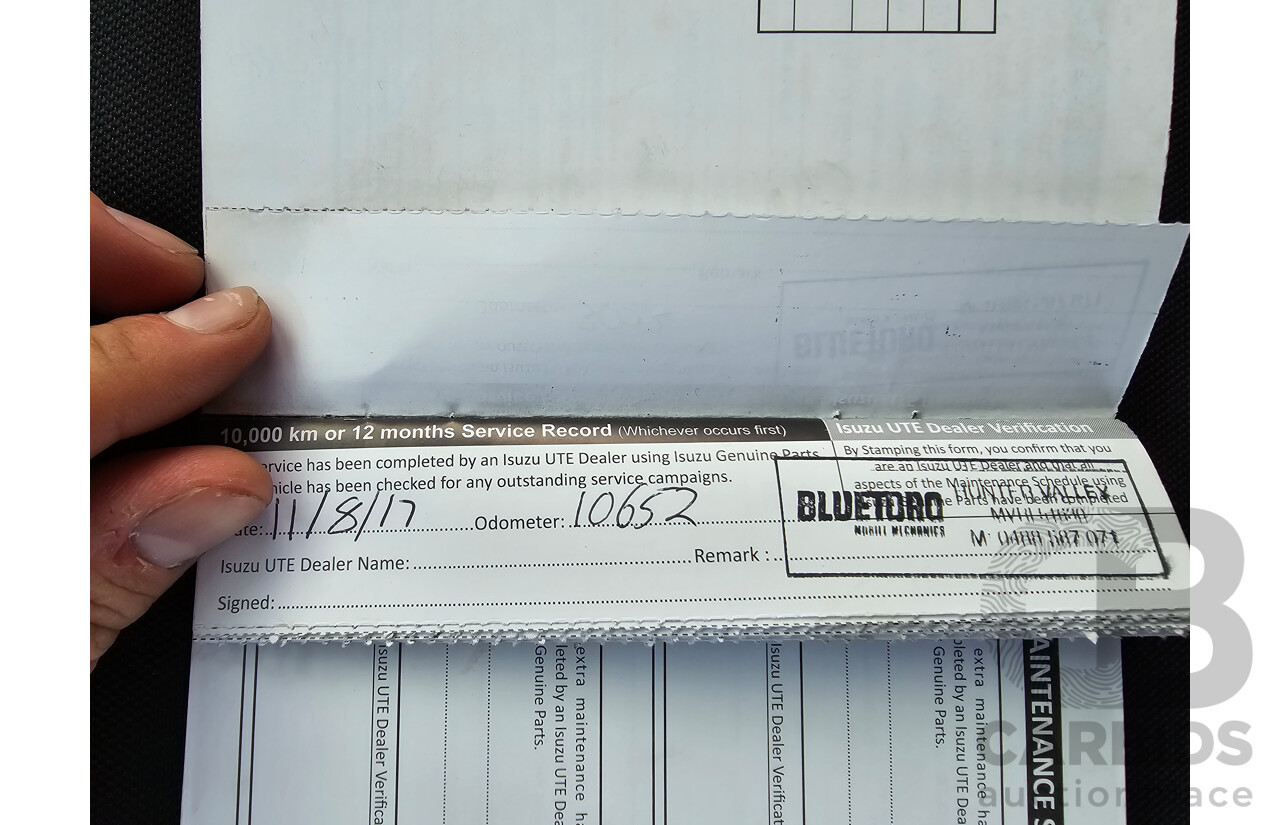 10,000 km or 12 months Service Record (Whichever occurs first)
ervice has been completed by an Isuzu UTE Dealer using Isuzu Genuine Parts
hicle has been checked for any outstanding service campaigns.
ate: 11/8/17 Odometer: 10652
Isuzu UTE Dealer Name: Remark :
Signed:
Isuzu UTE Dealer Verification
By Stamping this form, you confirm that you
are an Isuzu UTE Dealer and that all
aspects of the Maintenance Schedule using
Parts have been completed
BLUETORO
MOBILE MECHANICS
HUNTER VALLEY
M 0488 587 071
suzu UTE Dealer Verifica
extra maintenance ha
leted by an Isuzu UTE Dea
Genuine Parts.
suzu UTE Dealer Verificat
extra maintenance ha
leted by an Isuzu UTE Dea
Genuine Parts.
AINTENANCE S